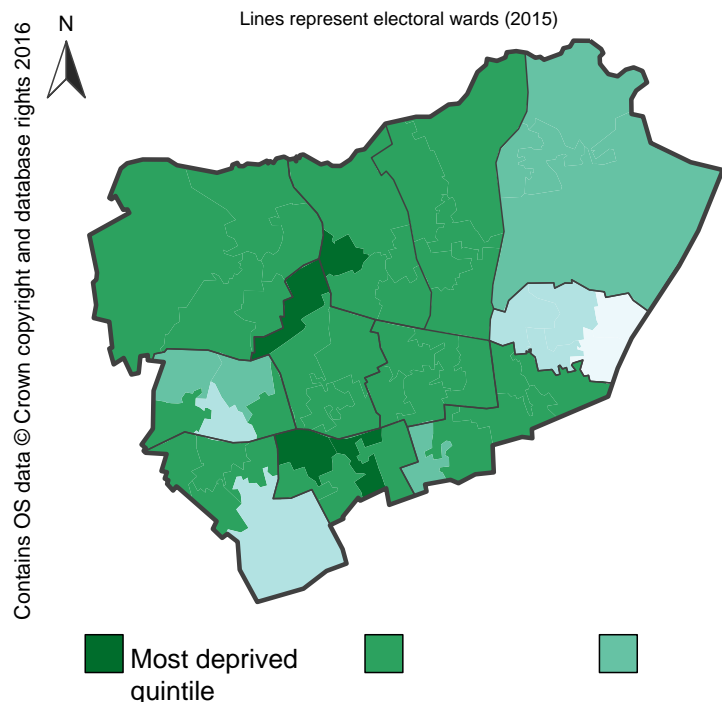 Lines represent electoral wards (2015)
N
Contains OS data © Crown copyright and database rights 2016
Most deprived
quintile